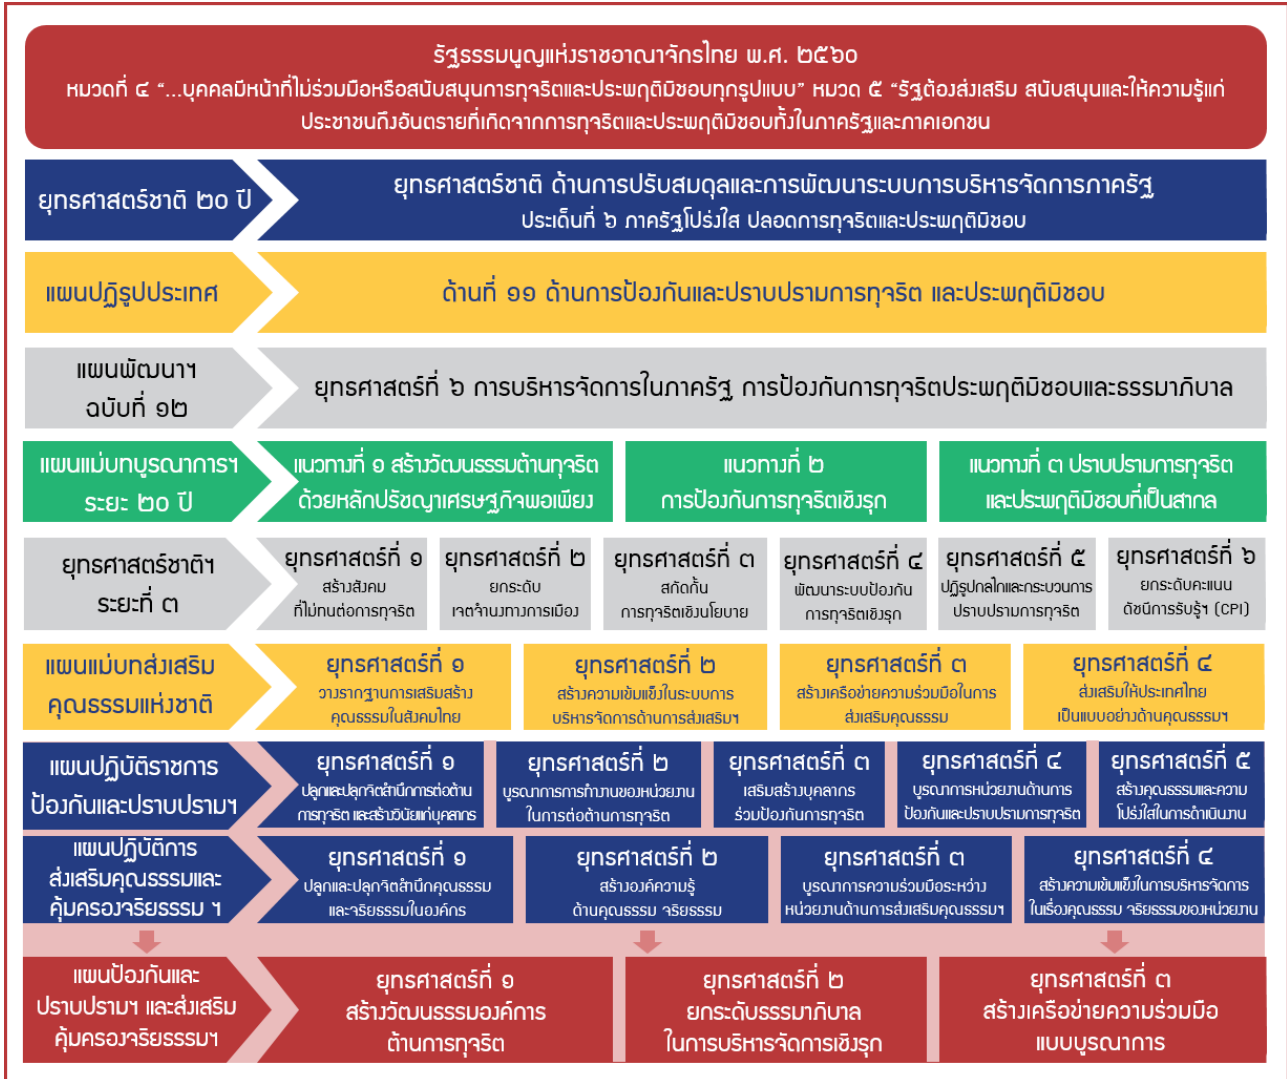 รัฐธรรมนูญแห่งราชอาณาจักรไทย พ.ศ. ๒๕๖๐
หมวดที่ ๔ “...บุคคลมีหน้าที่ไม่ร่วมมือหรือสนับสนุนการทุจริตและประพฤติมิชอบทุกรูปแบบ” หมวด ๕ “รัฐต้องส่งเสริม สนับสนุนและให้ความรู้แก่
ประชาชนถึงอันตรายที่เกิดจากการทุจริตและประพฤติมิชอบทั้งในภาครัฐและภาคเอกชน
ยุทธศาสตร์ชาติ ๒๐ ปี
ยุทธศาสตร์ชาติ ด้านการปรับสมดุลและการพัฒนาระบบการบริหารจัดการภาครัฐ
ประเด็นที่ ๖ ภาครัฐโปร่งใส ปลอดการทุจริตและประพฤติมิชอบ
แผนปฏิรูปประเทศ
ด้านที่ ๑๑ ด้านการป้องกันและปราบปรามการทุจริต และประพฤติมิชอบ
แผนพัฒนาฯ
ฉบับที่ ๑๒
ยุทธศาสตร์ที่ ๖ การบริหารจัดการในภาครัฐ การป้องกันการทุจริตประพฤติมิชอบและธรรมาภิบาล
แผนแม่บทบูรณาการฯ
ระยะ ๒๐ ปี
แนวทางที่ ๑ สร้างวัฒนธรรมต้านทุจริต
ด้วยหลักปรัชญาเศรษฐกิจพอเพียง
แนวทางที่ ๒
การป้องกันการทุจริตเชิงรุก
แนวทางที่ ๓ ปราบปรามการทุจริต
และประพฤติมิชอบที่เป็นสากล
ยุทธศาสตร์ชาติฯ
ระยะที่ ๓
ยุทธศาสตร์ที่ ๑
สร้างสังคม
ที่ไม่ทนต่อการทุจริต
ยุทธศาสตร์ที่ ๒
ยกระดับ
เจตจำนงทางการเมือง
ยุทธศาสตร์ที่ ๓
สกัดกั้น
การทุจริตเชิงนโยบาย
ยุทธศาสตร์ที่ ๔
พัฒนาระบบป้องกัน
การทุจริตเชิงรุก
ยุทธศาสตร์ที่ ๕
ปฏิรูปกลไกและกระบวนการ
ปราบปรามการทุจริต
ยุทธศาสตร์ที่ ๖
ยกระดับคะแนน
ดัชนีการรับรู้ฯ (CPI)
แผนแม่บทส่งเสริม
คุณธรรมแห่งชาติ
ยุทธศาสตร์ที่ ๑
วางรากฐานการเสริมสร้าง
คุณธรรมในสังคมไทย
ยุทธศาสตร์ที่ ๒
สร้างความเข้มแข็งในระบบการ
บริหารจัดการด้านการส่งเสริมฯ
ยุทธศาสตร์ที่ ๓
สร้างเครือข่ายความร่วมมือในการ
ส่งเสริมคุณธรรม
ยุทธศาสตร์ที่ ๔
ส่งเสริมให้ประเทศไทย
เป็นแบบอย่างด้านคุณธรรมฯ
แผนปฏิบัติราชการ
ป้องกันและปราบปรามฯ
ยุทธศาสตร์ที่ ๑
ปลูกและปลุกจิตสำนึกการต่อต้าน
การทุจริต และสร้างวินัยแก่บุคลากร
ยุทธศาสตร์ที่ ๒
บูรณาการการทำงานของหน่วยงาน
ในการต่อต้านการทุจริต
ยุทธศาสตร์ที่ ๓
เสริมสร้างบุคลากร
ร่วมป้องกันการทุจริต
ยุทธศาสตร์ที่ ๔
บูรณาการหน่วยงานด้านการ
ป้องกันและปราบปรามการทุจริต
ยุทธศาสตร์ที่ ๕
สร้างคุณธรรมและความ
โปร่งใสในการดำเนินงาน
แผนปฏิบัติการ
ส่งเสริมคุณธรรมและ
คุ้มครองจริยธรรม ฯ
ยุทธศาสตร์ที่ ๑
ปลูกและปลุกจิตสำนึกคุณธรรม
และจริยธรรมในองค์กร
ยุทธศาสตร์ที่ ๒
สร้างองค์ความรู้
ด้านคุณธรรม จริยธรรม
ยุทธศาสตร์ที่ ๓
บูรณาการความร่วมมือระหว่าง
หน่วยงานด้านการส่งเสริมคุณธรรมฯ
ยุทธศาสตร์ที่ ๔
สร้างความเข้มแข็งในการบริหารจัดการ
ในเรื่องคุณธรรม จริยธรรมของหน่วยงาน
แผนป้องกันและ
ปราบปรามฯ และส่งเสริม
คุ้มครองจริยธรรมฯ
ยุทธศาสตร์ที่ ๑
สร้างวัฒนธรรมองค์การ
ต้านการทุจริต
ยุทธศาสตร์ที่ ๒
ยกระดับธรรมาภิบาล
ในการบริหารจัดการเชิงรุก
ยุทธศาสตร์ที่ ๓
สร้างเครือข่ายความร่วมมือ
แบบบูรณาการ